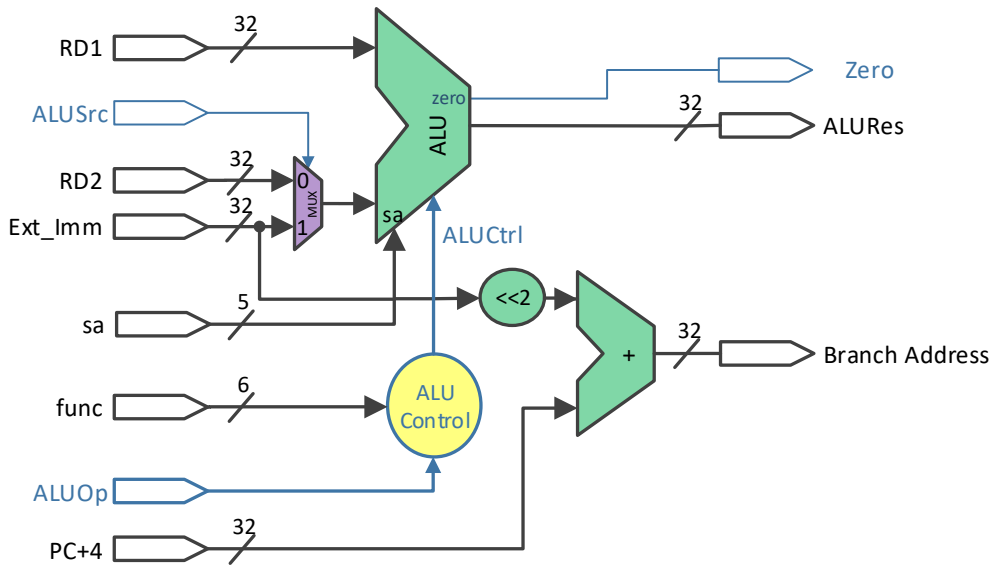 RD1
32
ALUSrc
RD2
32
0
Ext_Imm
32
1
MUX
zero
ALU
sa
32
Zero
ALURes
ALUCtrl
sa
5
<<2
+
32
Branch Address
func
6
ALU
Control
ALUOp
PC+4
32